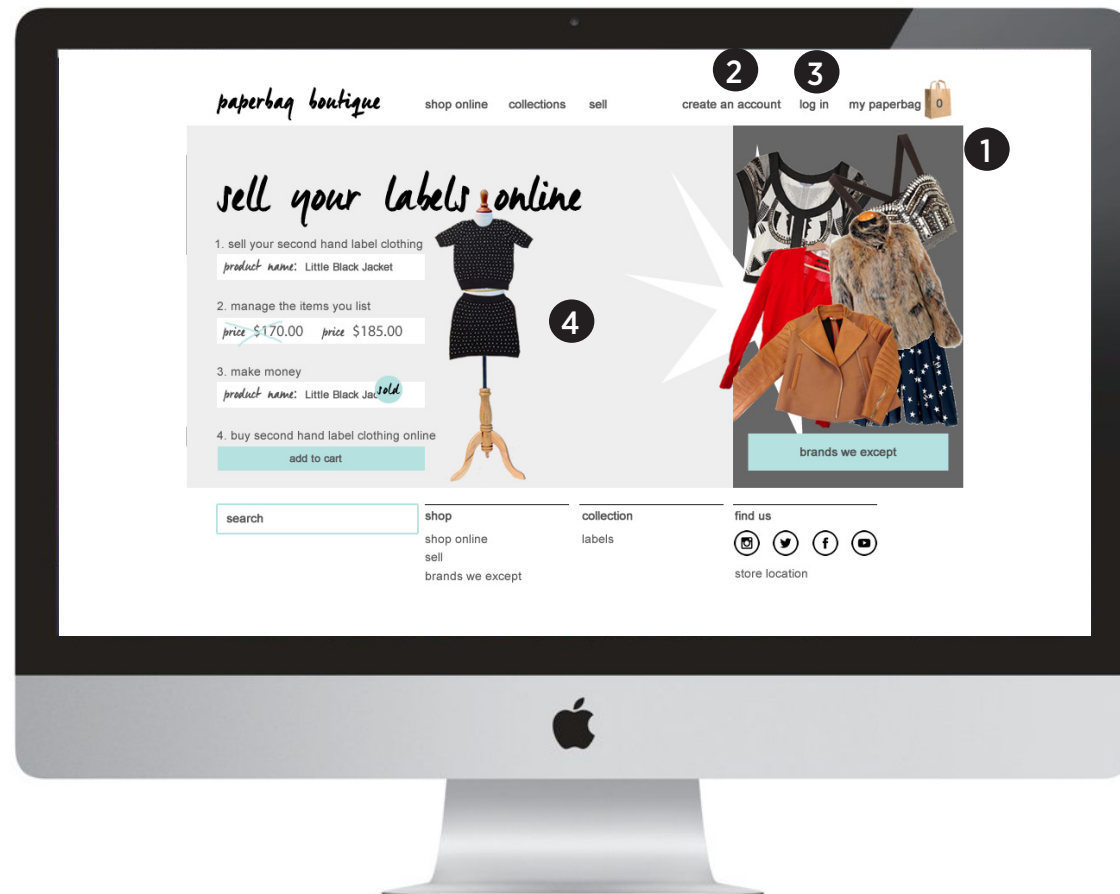 2
3
paperbag boutique
shop online collections sell create an account log in my paperbag 0
1
sell your labels online
1. sell your second hand label clothing
product name: Little Black Jacket
2. manage the items you list
price $170.00 price $185.00
4
3. make money
product name: Little Black Jac sold
4. buy second hand label clothing online
add to cart
brands we except
search
shop
shop online
sell
brands we except
collection
labels
find us
store location